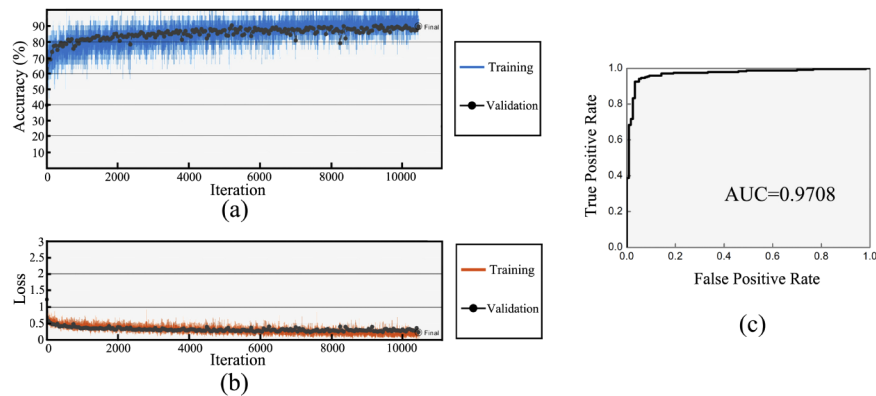 90
80
70
60
50
40
30
20
10
Accuracy (%)
Final
0
2000
4000
6000
8000
10000
Iteration
(a)
Training
Validation
3
2.5
2
1.5
1
0.5
0
Loss
Final
0
2000
4000
6000
8000
10000
Iteration
(b)
Training
Validation
1.0
0.8
0.6
0.4
0.2
0.0
True Positive Rate
AUC=0.9708
0.0
0.2
0.4
0.6
0.8
1.0
False Positive Rate
(c)